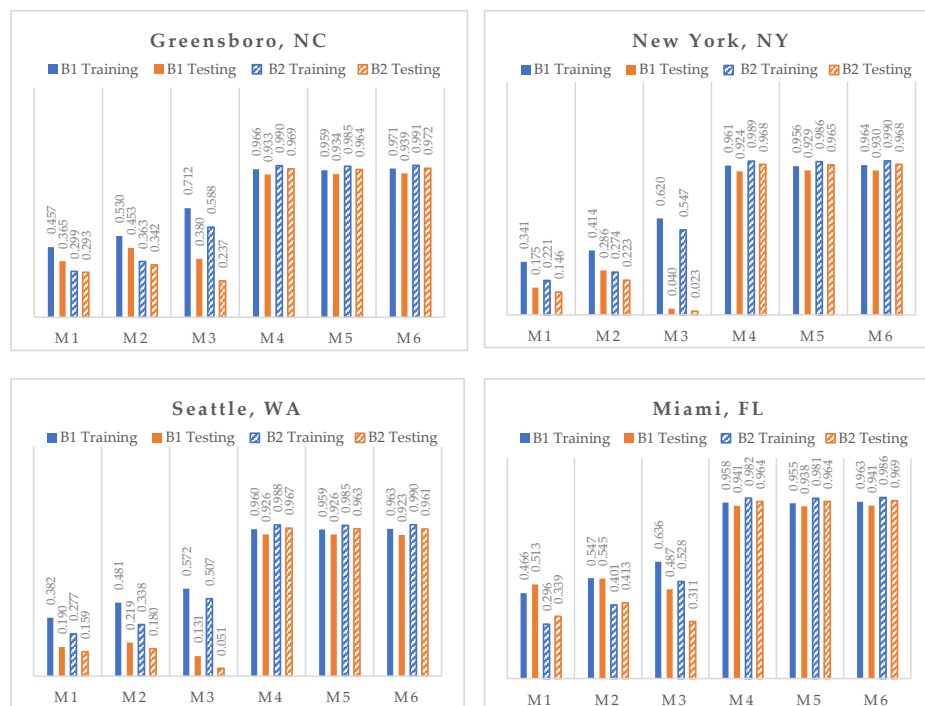 Greensboro, NC
B1 Training B1 Testing B2 Training B2 Testing
0.457 0.365 0.299 0.293 0.530 0.453 0.363 0.342 0.712 0.380 0.588 0.237 0.966 0.933 0.990 0.969 0.959 0.934 0.985 0.964 0.971 0.939 0.991 0.972
M1 M2 M3 M4 M5 M6
New York, NY
B1 Training B1 Testing B2 Training B2 Testing
0.341 0.175 0.221 0.146 0.414 0.286 0.274 0.223 0.620 0.040 0.547 0.023 0.961 0.924 0.989 0.968 0.956 0.929 0.986 0.965 0.964 0.930 0.990 0.968
M1 M2 M3 M4 M5 M6
Seattle, WA
B1 Training B1 Testing B2 Training B2 Testing
0.382 0.190 0.277 0.159 0.481 0.219 0.338 0.180 0.572 0.131 0.507 0.051 0.960 0.926 0.988 0.967 0.959 0.926 0.985 0.963 0.963 0.923 0.990 0.961
M1 M2 M3 M4 M5 M6
Miami, FL
B1 Training B1 Testing B2 Training B2 Testing
0.466 0.513 0.296 0.339 0.547 0.545 0.401 0.413 0.636 0.487 0.528 0.311 0.958 0.941 0.982 0.964 0.955 0.938 0.981 0.964 0.963 0.941 0.986 0.969
M1 M2 M3 M4 M5 M6